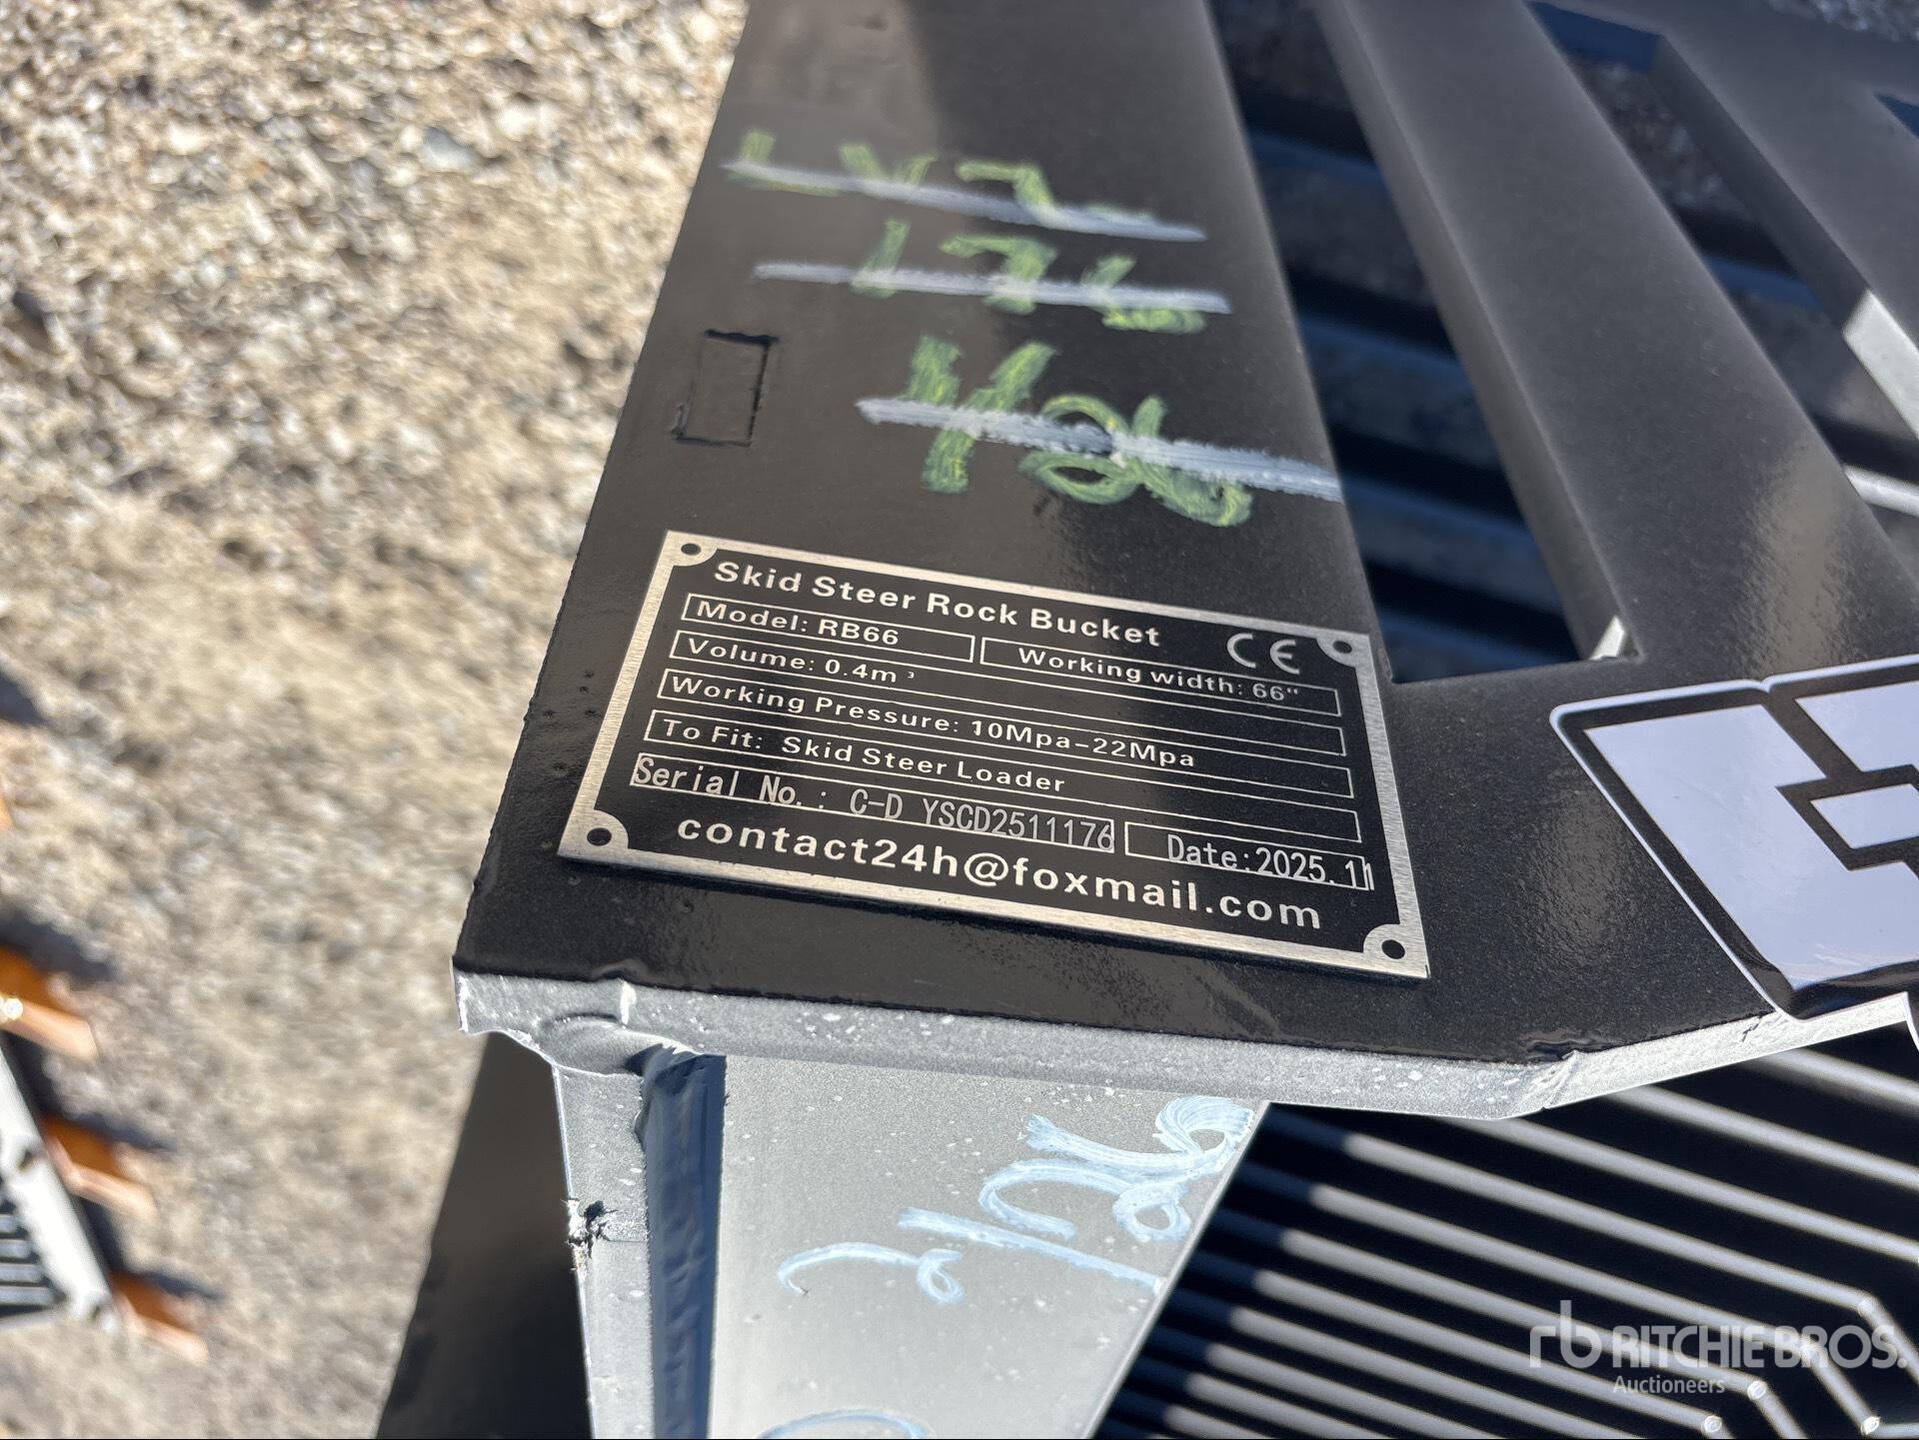 Skid Steer Rock Bucket CE
Model: RB66
Working width: 66"
Volume: 0.4m³
Working Pressure: 10Mpa-22Mpa
To Fit: Skid Steer Loader
Serial No.: C-D YSCD2511176
Date:2025.11
contact24h@foxmail.com
rb RITCHIE BROS.
Auctioneers